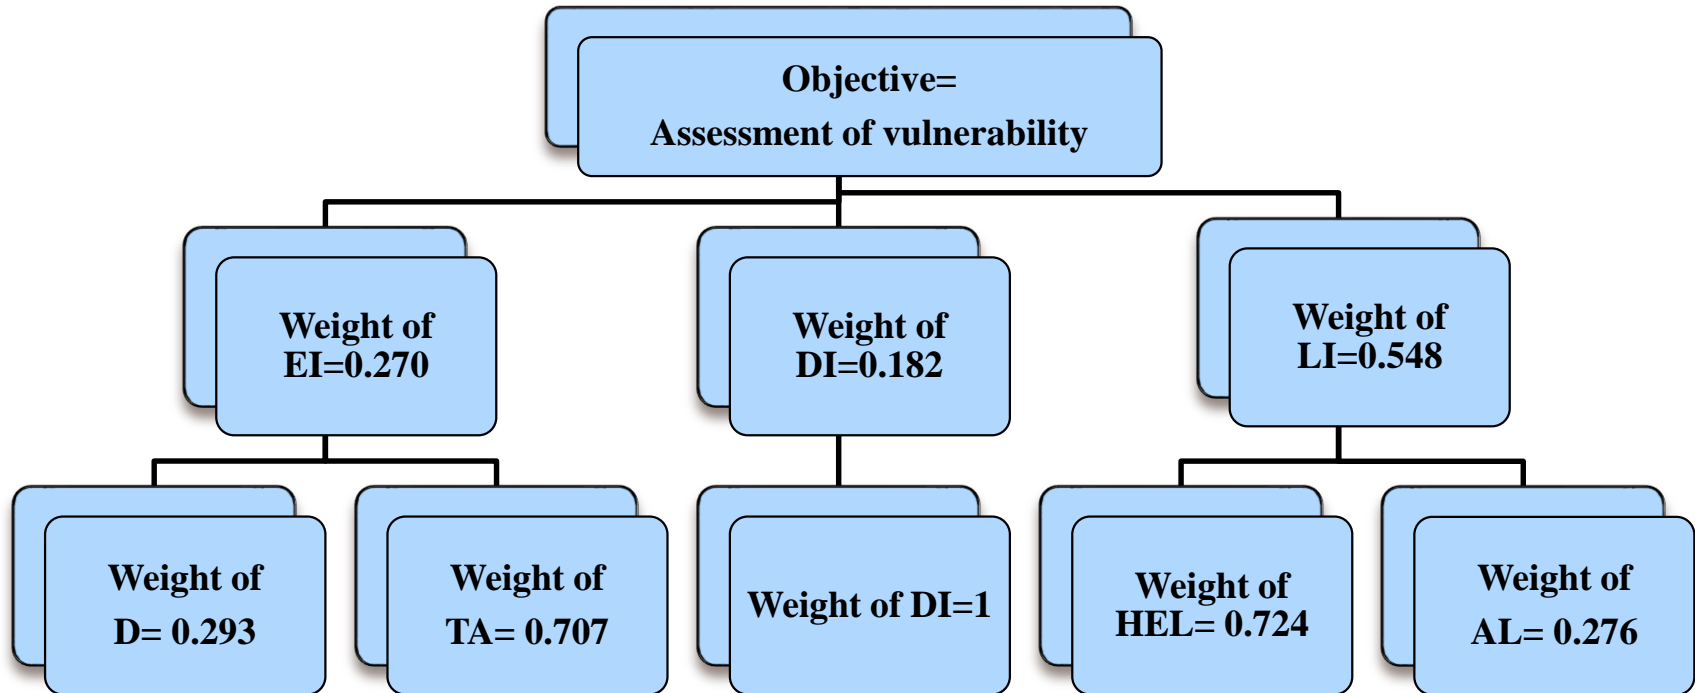 Objective=
Assessment of vulnerability
Weight of
EI=0.270
Weight of
DI=0.182
Weight of
LI=0.548
Weight of
D= 0.293
Weight of
TA= 0.707
Weight of DI=1
Weight of
HEL= 0.724
Weight of
AL= 0.276